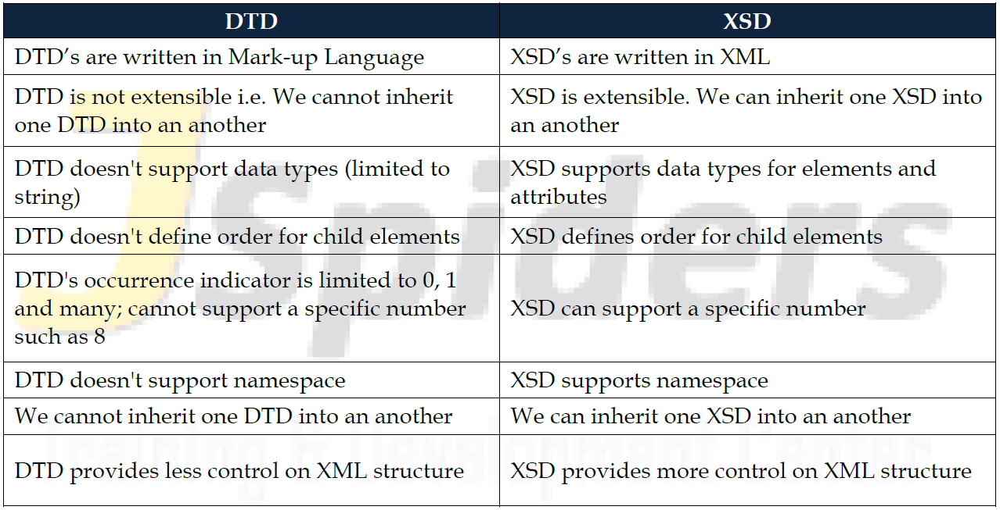 DTD
XSD
DTD’s are written in Mark-up Language
XSD’s are written in XML
DTD is not extensible i.e. We cannot inherit
one DTD into an another
XSD is extensible. We can inherit one XSD into
an another
DTD doesn't support data types (limited to
string)
XSD supports data types for elements and
attributes
DTD doesn't define order for child elements
XSD defines order for child elements
DTD's occurrence indicator is limited to 0, 1
and many; cannot support a specific number
such as 8
XSD can support a specific number
DTD doesn't support namespace
XSD supports namespace
We cannot inherit one DTD into an another
We can inherit one XSD into an another
DTD provides less control on XML structure
XSD provides more control on XML structure
JSpiders
Training & Development Center